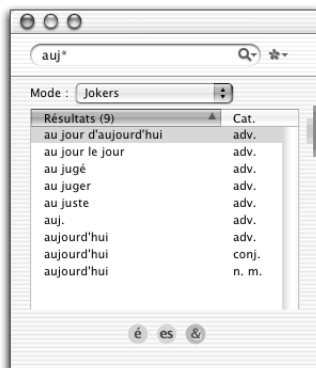 auj*
Mode : Jokers
Résultats (9) Cat.
au jour d'aujourd'hui adv.
au jour le jour adv.
au jugé adv.
au juger adv.
au juste adv.
auj. adv.
aujourd'hui adv.
aujourd'hui conj.
aujourd'hui n. m.
é es &